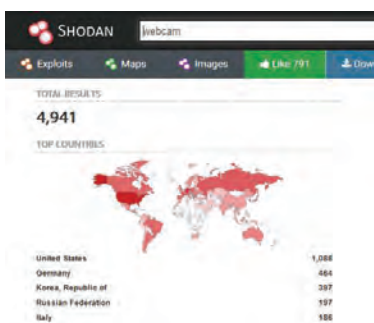 SHODAN webcam
Exploits Maps Images Like 791 Dow
TOTAL RESULTS
4,941
TOP COUNTRIES
United States 1,066
Germany 464
Korea, Republic of 397
Russian Federation 197
Italy 186